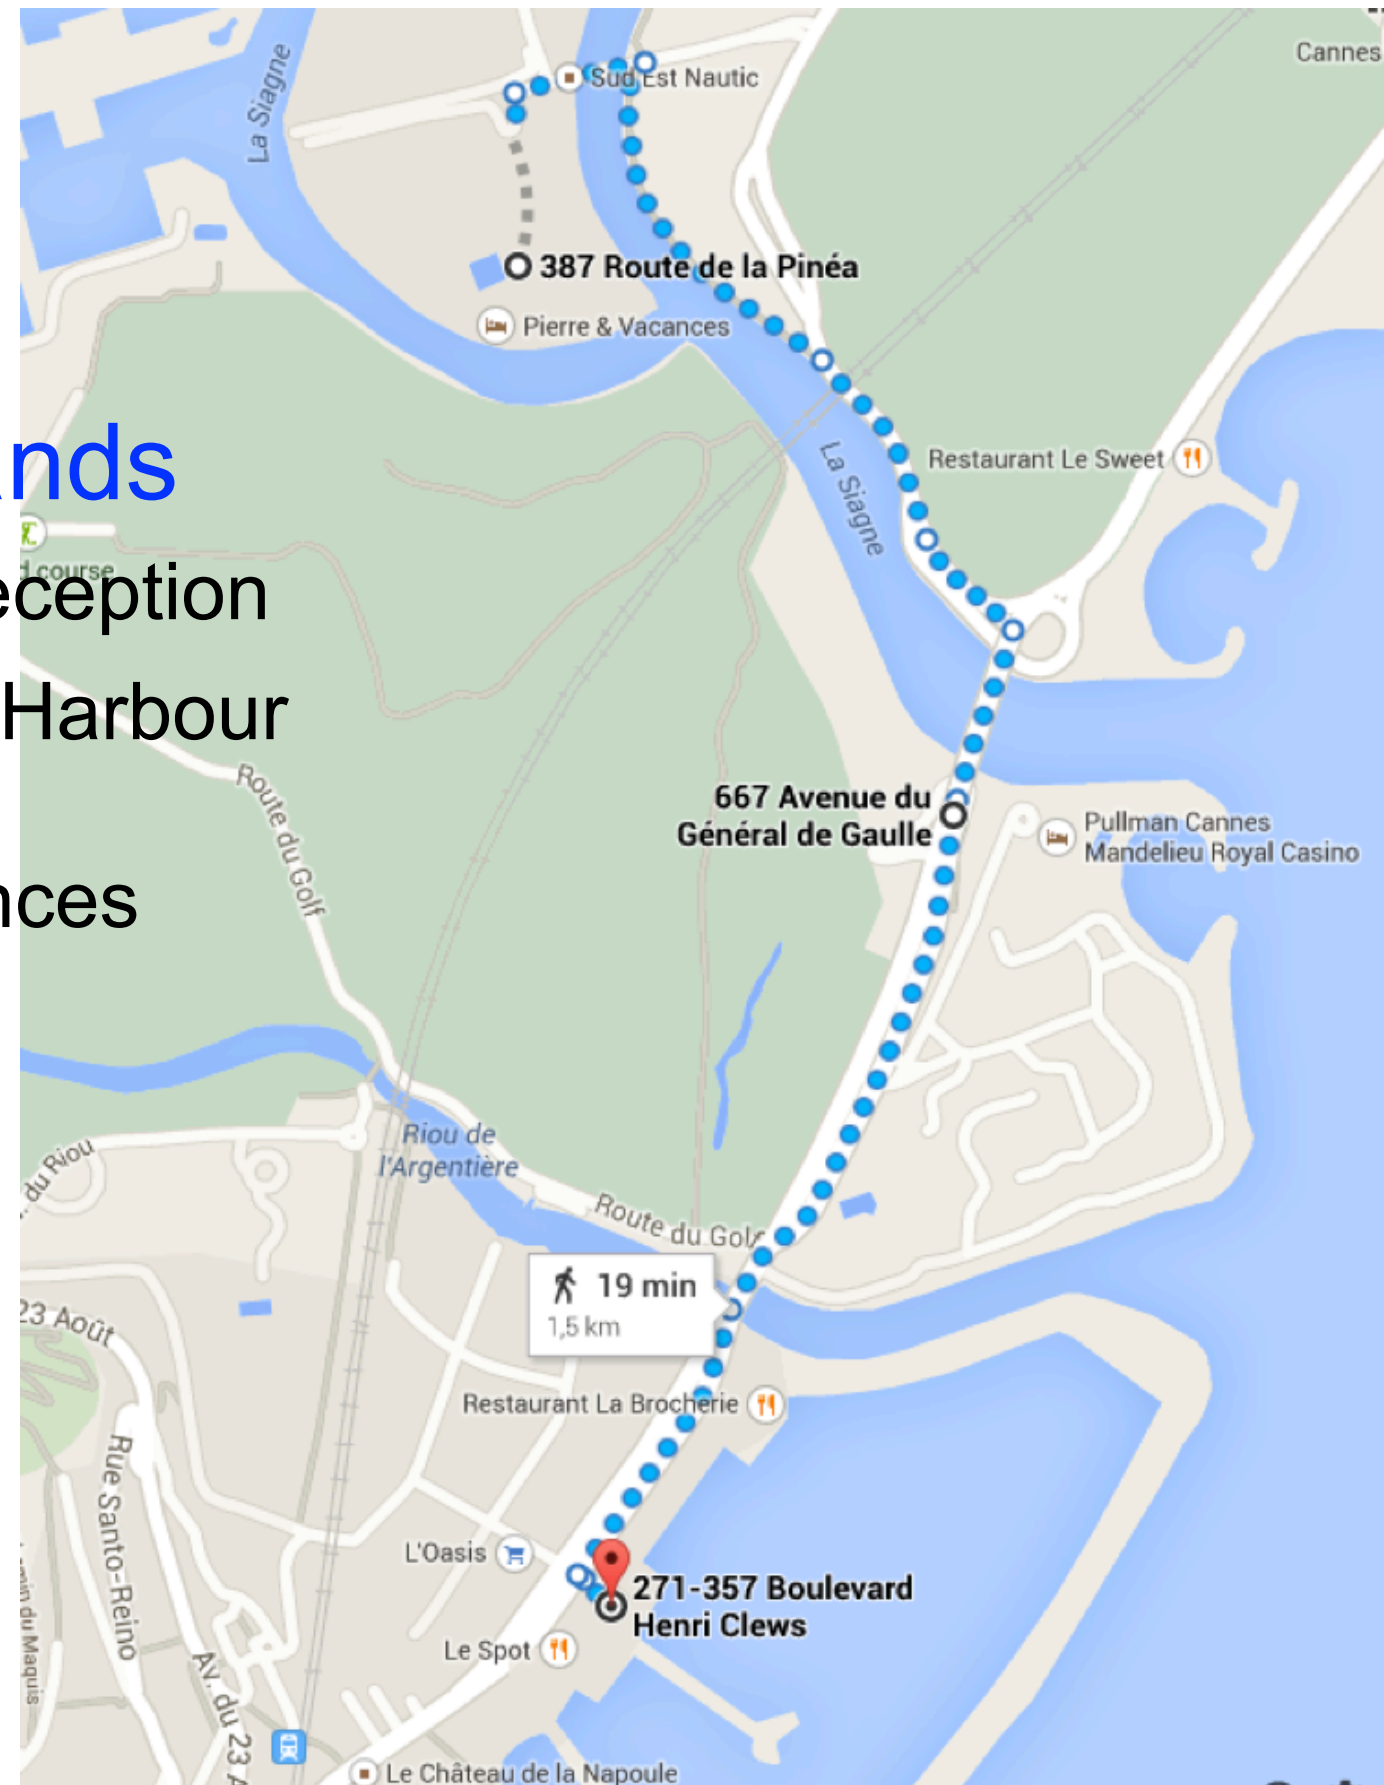 Cannes
La Siagne
Sud Est Nautic
387 Route de la Pinéa
Pierre & Vacances
nds
Restaurant Le Sweet
La Siagne
course
eception
Harbour
Route du Golf
667 Avenue du
Général de Gaulle
Pullman Cannes
Mandelieu Royal Casino
nces
Riou de
l'Argentière
du Riou
Route du Golf
19 min
1,5 km
23 Août
Restaurant La Brocherie
Rue Santo-Reino
L'Oasis
271-357 Boulevard
Henri Clews
du Maquis
Le Spot
Av. du 23 A
Le Château de la Napoule